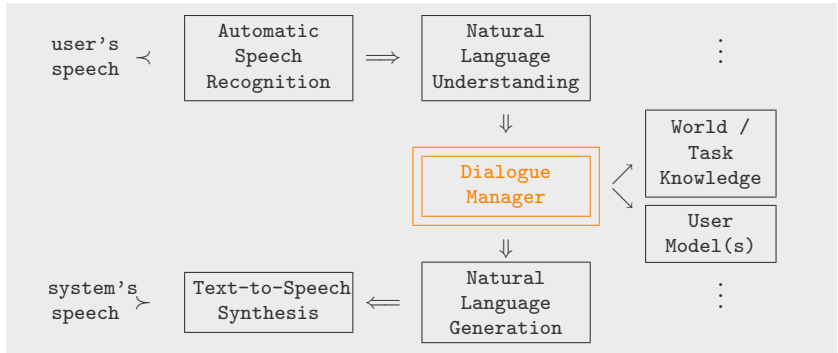 user's
speech
Automatic
Speech
Recognition
Natural
Language
Understanding
World /
Task
Knowledge
Dialogue
Manager
User
Model(s)
system's
speech
Text-to-Speech
Synthesis
Natural
Language
Generation